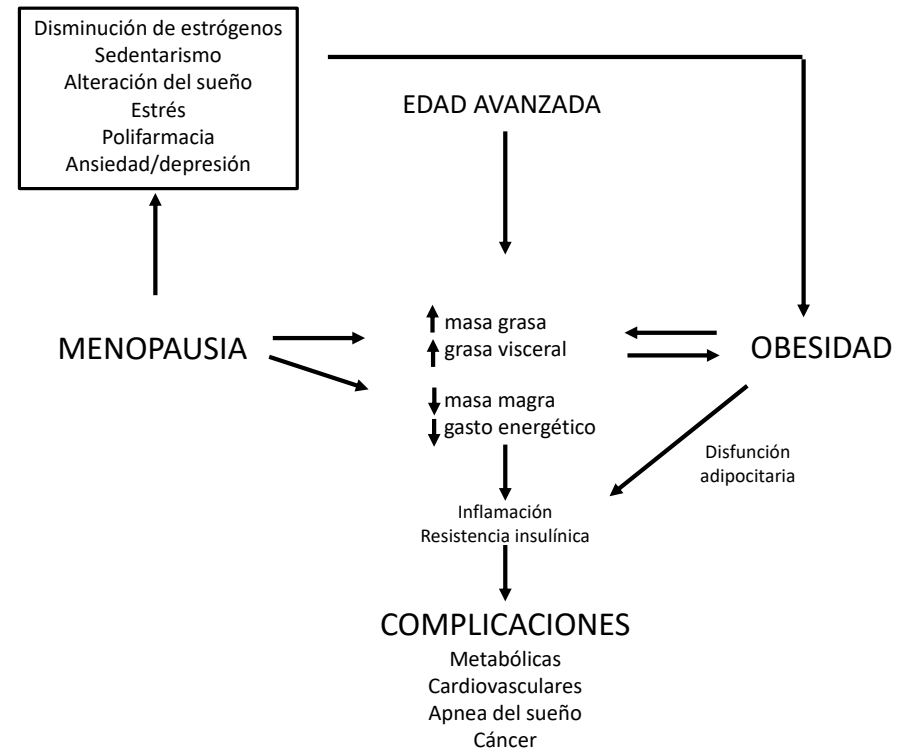 Disminución de estrógenos
Sedentarismo
Alteración del sueño
Estrés
Polifarmacia
Ansiedad/depresión
EDAD AVANZADA
MENOPAUSIA
masa grasa
grasa visceral
masa magra
gasto energético
OBESIDAD
Disfunción
adipocitaria
Inflamación
Resistencia insulínica
COMPLICACIONES
Metabólicas
Cardiovasculares
Apnea del sueño
Cáncer